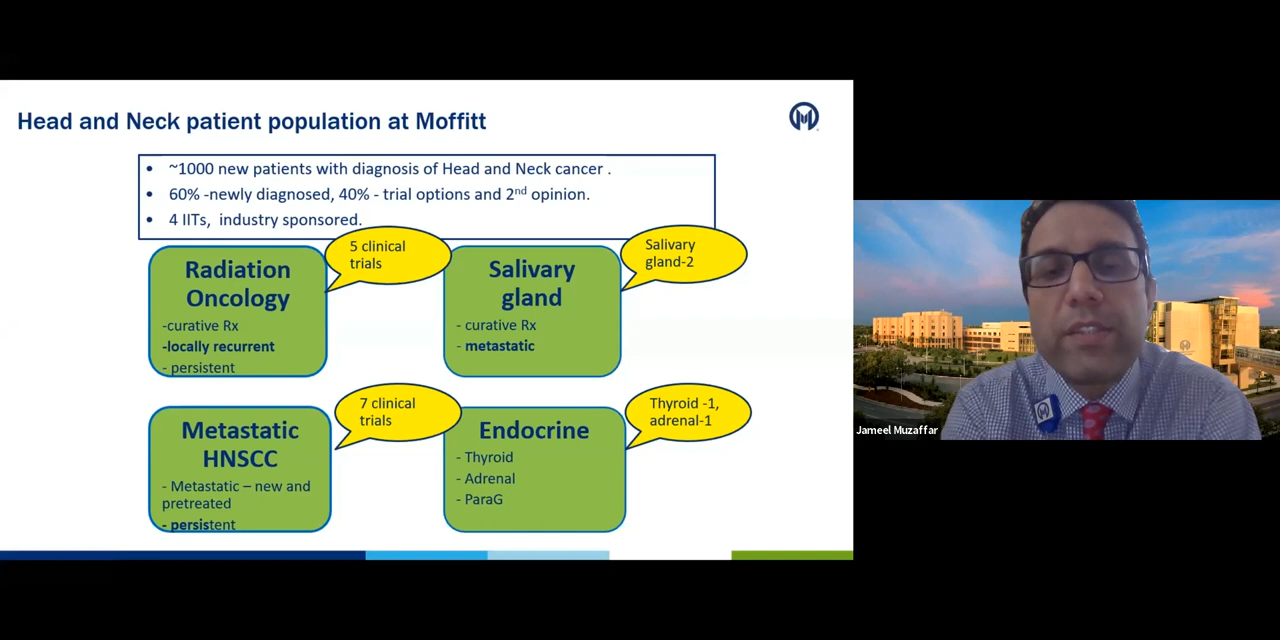 Head and Neck patient population at Moffitt
• ~1000 new patients with diagnosis of Head and Neck cancer .
• 60% -newly diagnosed, 40% - trial options and 2nd opinion.
• 4 IITs, industry sponsored.
5 clinical
trials
Radiation
Oncology
-curative Rx
-locally recurrent
- persistent
Salivary
gland-2
Salivary
gland
- curative Rx
- metastatic
7 clinical
trials
Metastatic
HNSCC
- Metastatic – new and
pretreated
- persistent
Thyroid -1,
adrenal-1
Endocrine
- Thyroid
- Adrenal
- ParaG
Jameel Muzaffar